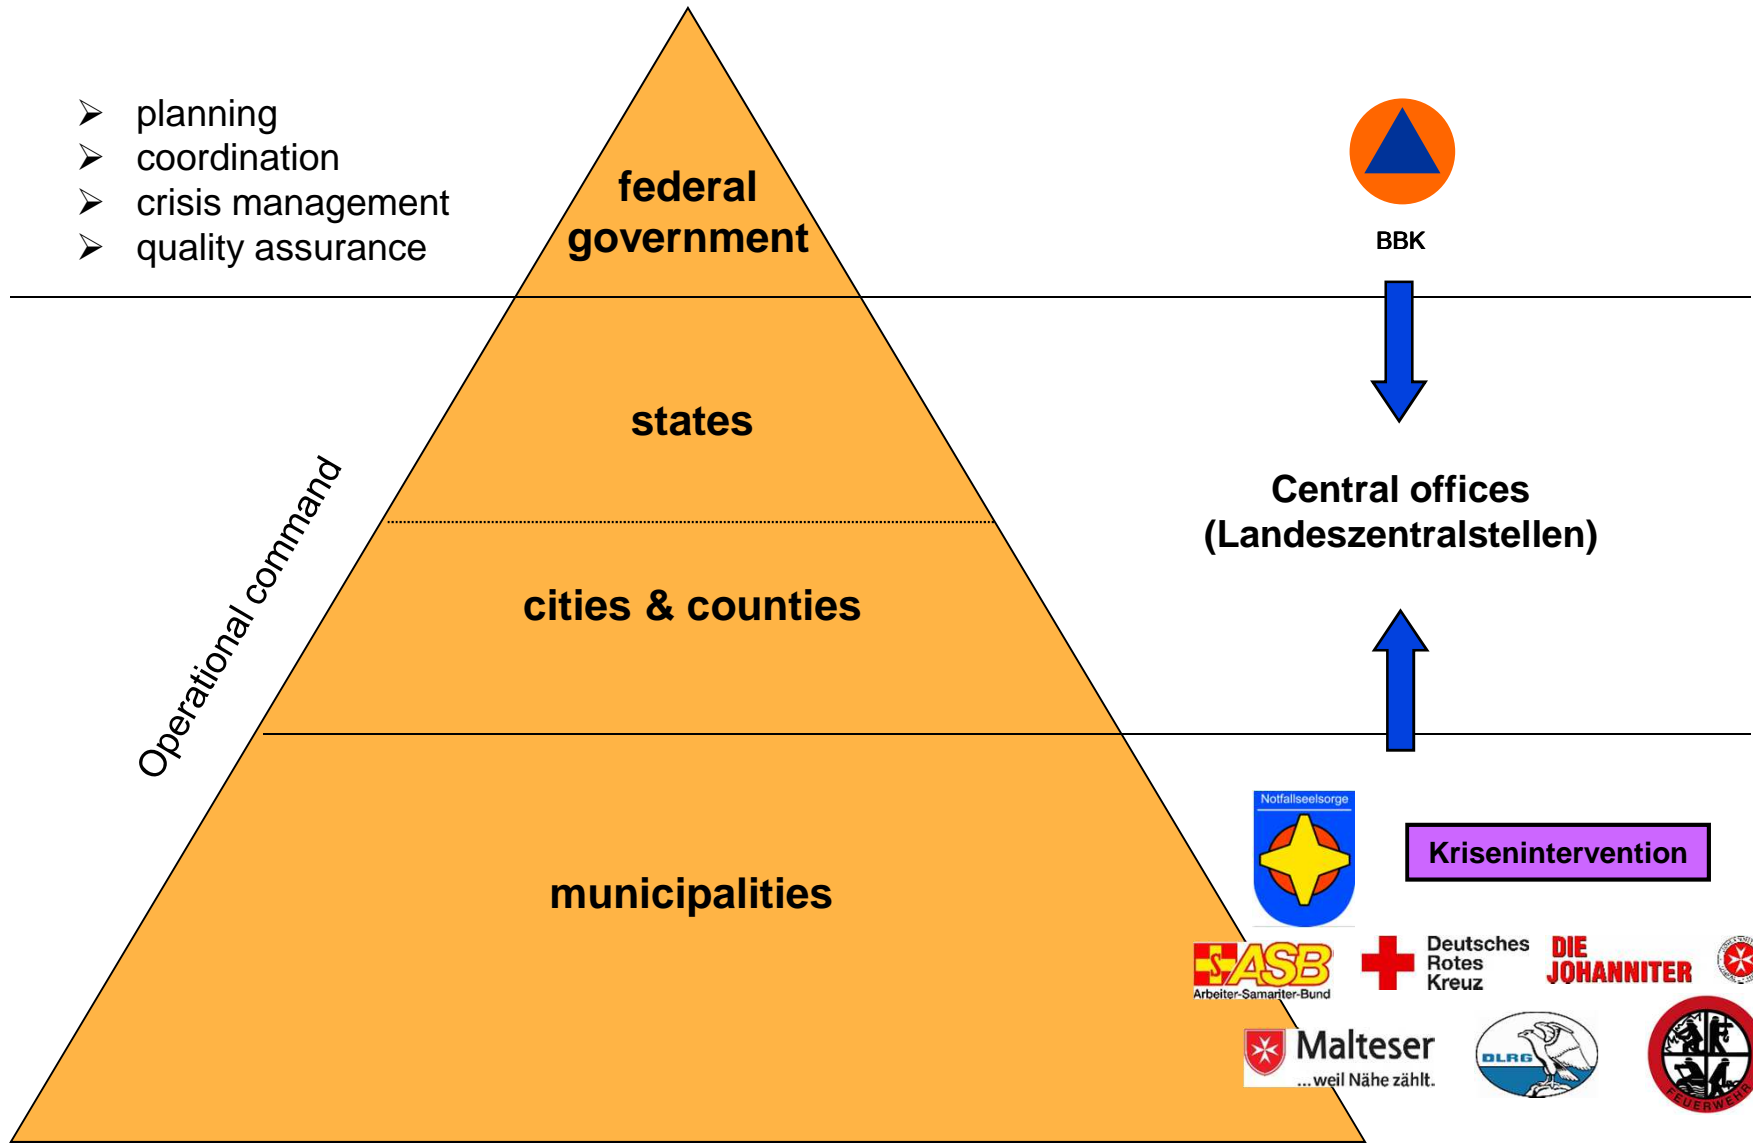 planning
coordination
crisis management
quality assurance
federal
government
BBK
states
Central offices
(Landeszentralstellen)
Operational command
cities & counties
municipalities
Notfallseelsorge
Krisenintervention
S ASB
Arbeiter-Samariter-Bund
Deutsches
Rotes
Kreuz
DIE
JOHANNITER
Malteser
...weil Nähe zählt.
DLRG
FEUERWEHR